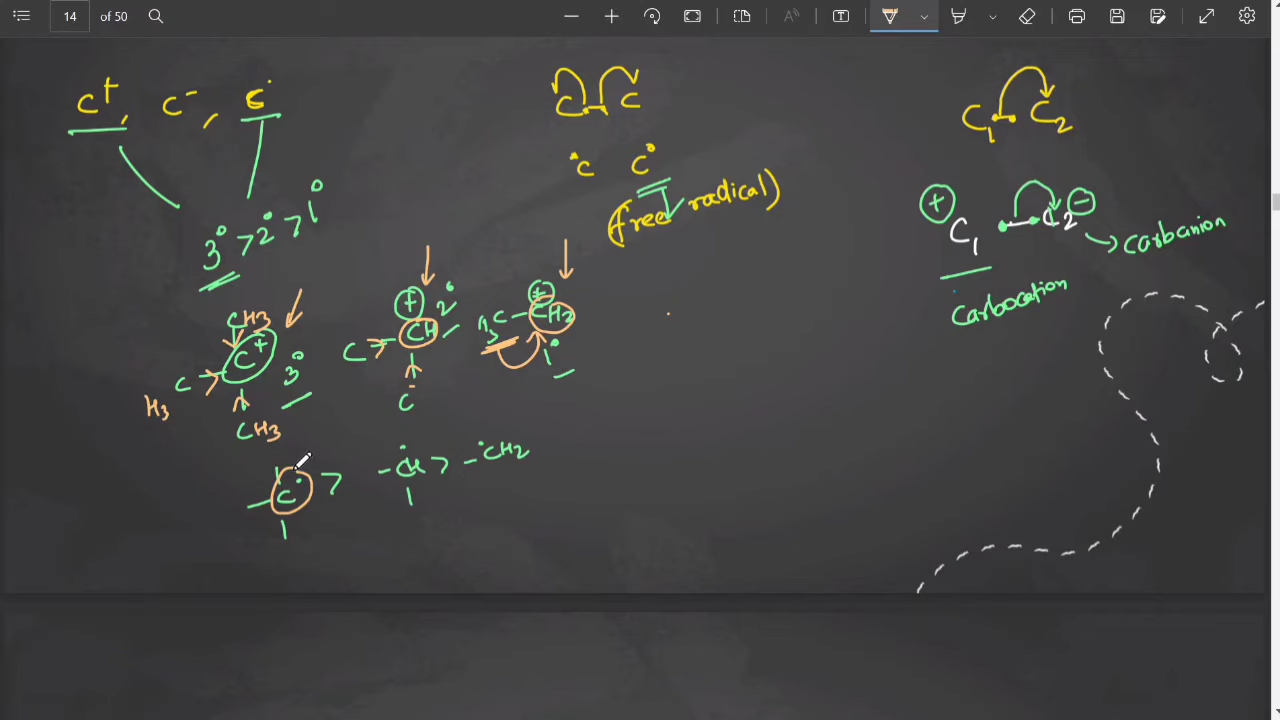 14 of 50
C⁺, C⁻, C˙
3° > 2° > 1°
CH3
C⁺
C
H3
CH3
3°
+
2°
CH
C
C
+
H3C - CH2
1°
- C˙ > - ĊH > - ĊH2
C - C
˙C C˙
(free radical)
C1 - C2
+ C1 - C2 -
carbanion
carbocation